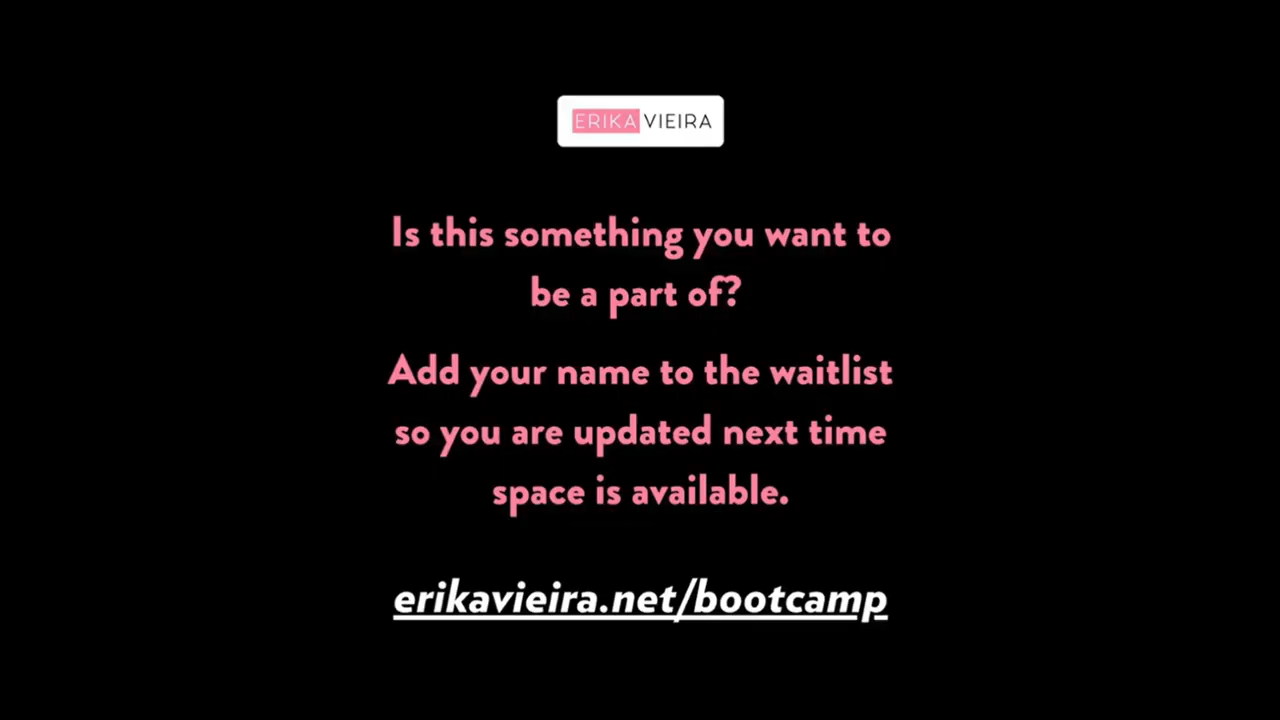 ERIKA VIEIRA
Is this something you want to
be a part of?
Add your name to the waitlist
so you are updated next time
space is available.
erikavieira.net/bootcamp